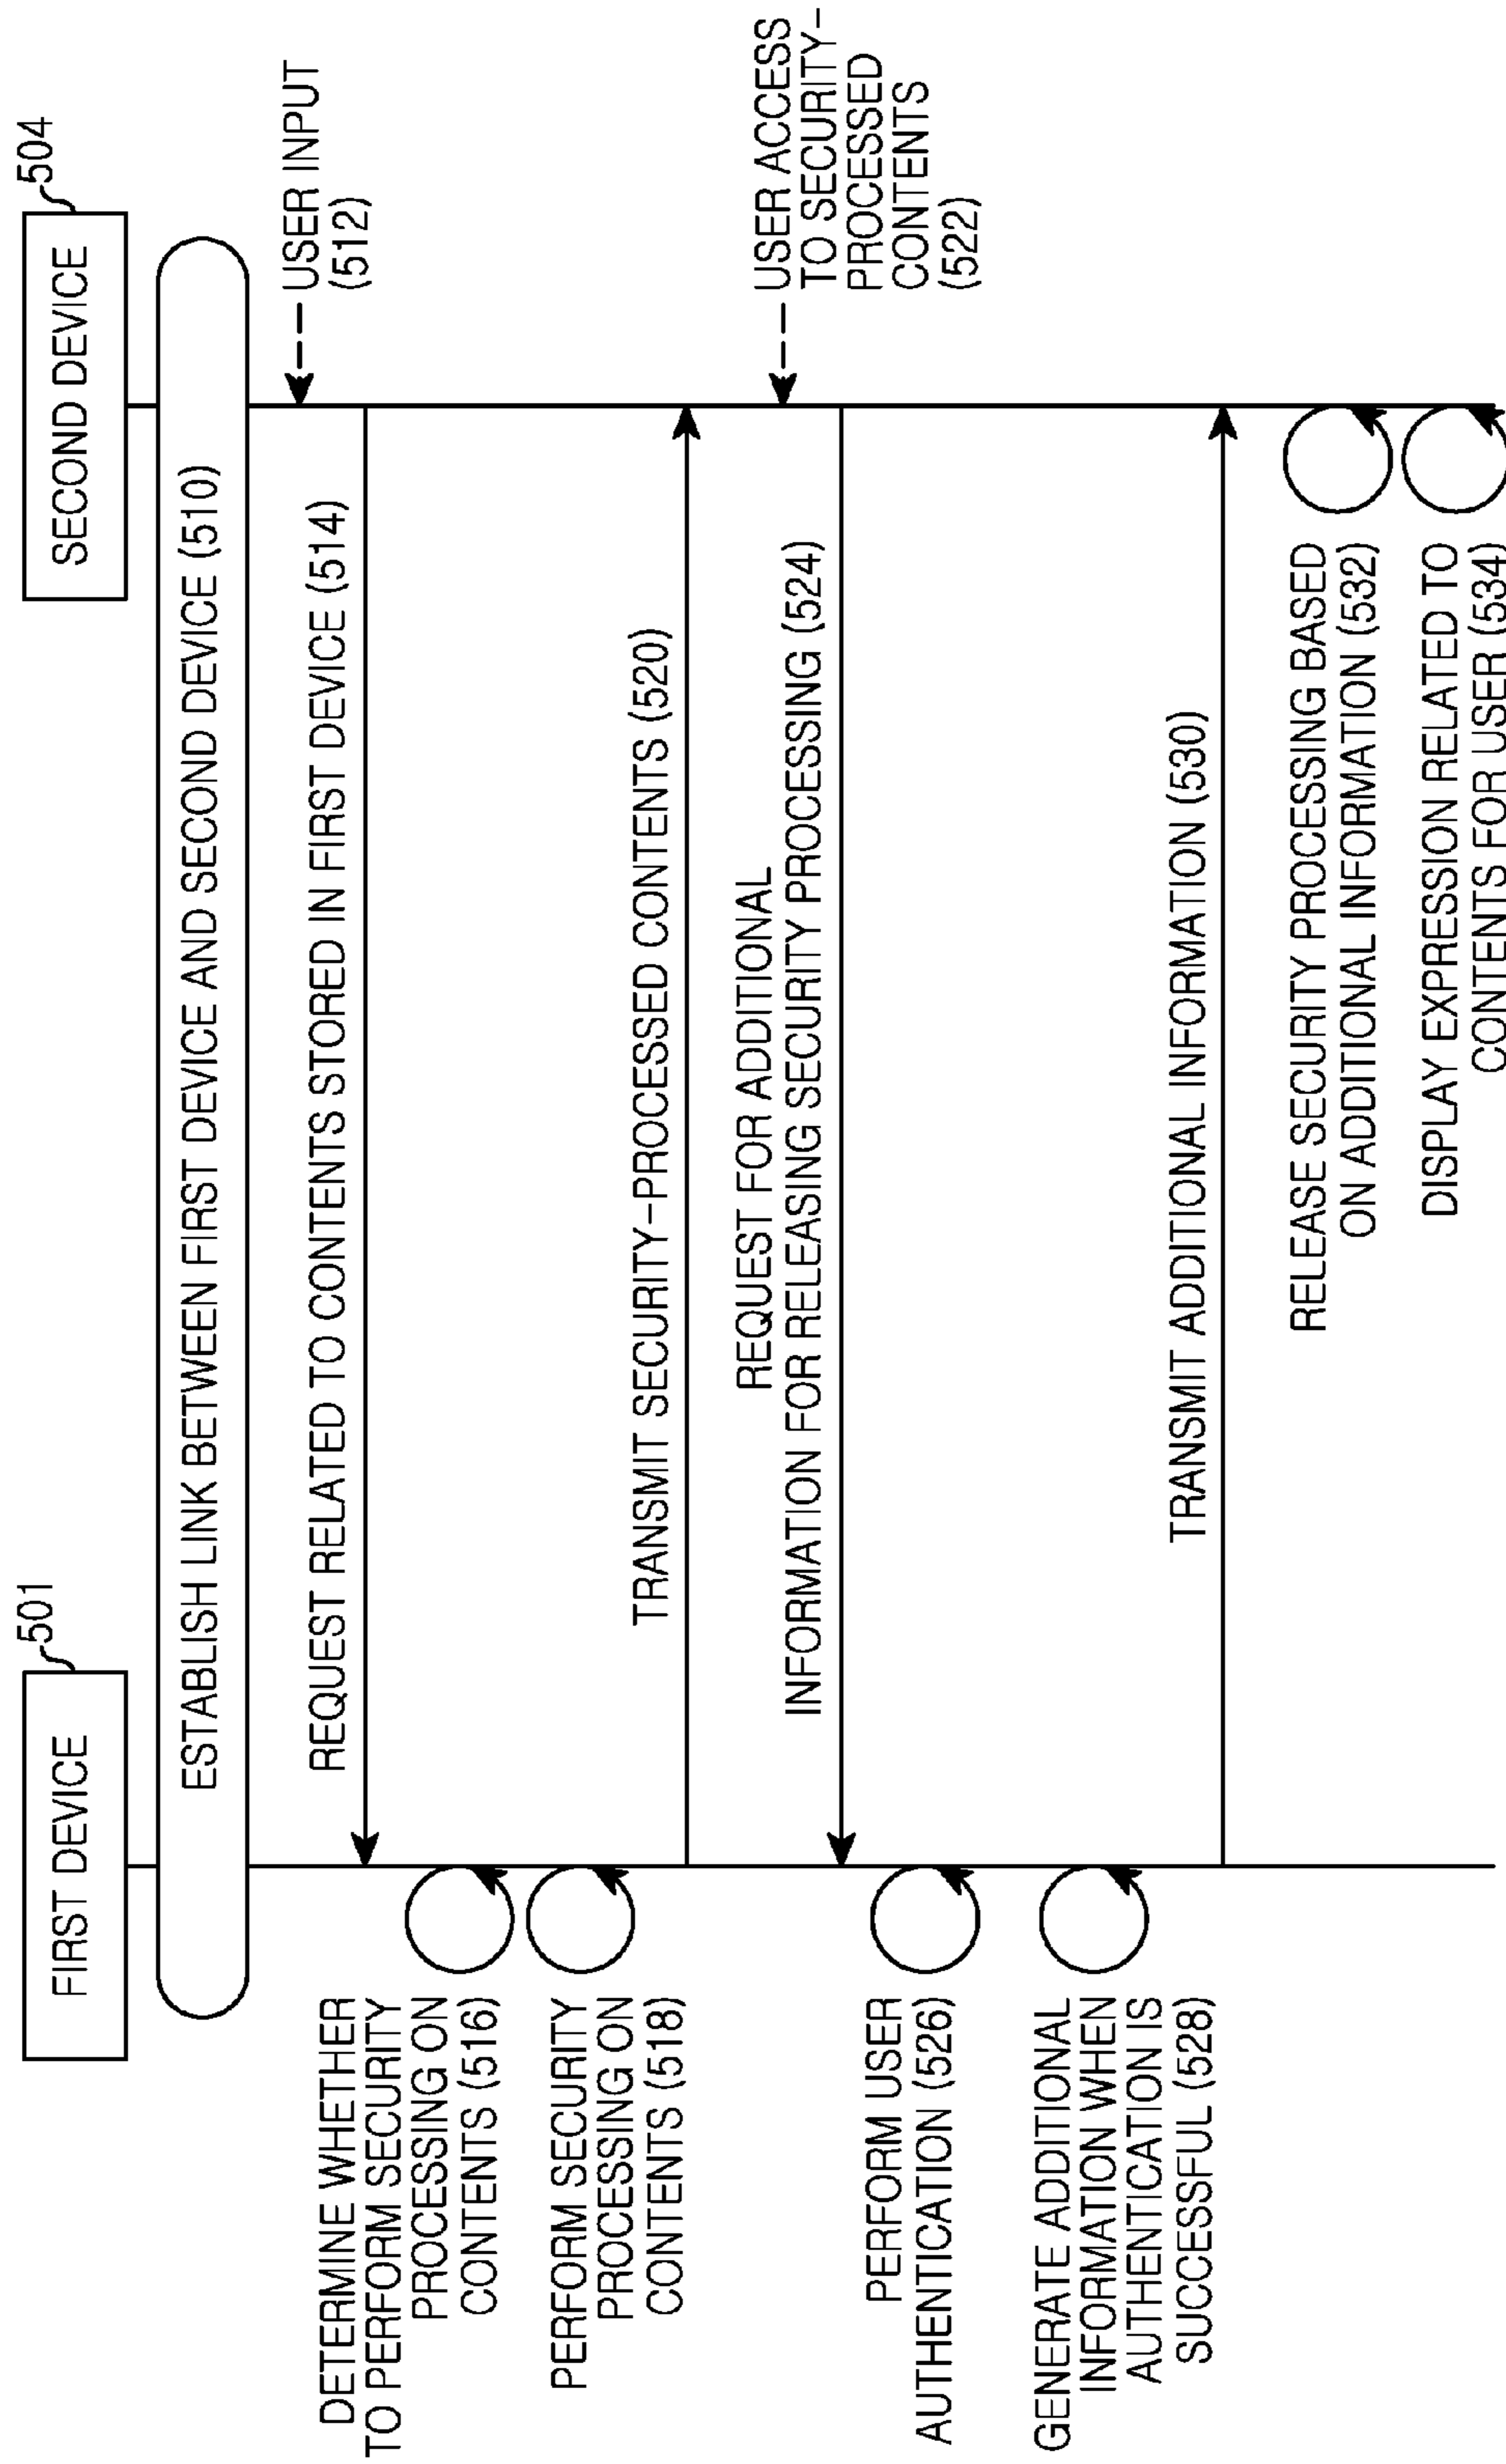 FIRST DEVICE
501
SECOND DEVICE
504
ESTABLISH LINK BETWEEN FIRST DEVICE AND SECOND DEVICE (510)
USER INPUT
(512)
REQUEST RELATED TO CONTENTS STORED IN FIRST DEVICE (514)
DETERMINE WHETHER
TO PERFORM SECURITY
PROCESSING ON
CONTENTS (516)
PERFORM SECURITY
PROCESSING ON
CONTENTS (518)
TRANSMIT SECURITY-PROCESSED CONTENTS (520)
USER ACCESS
TO SECURITY-
PROCESSED
CONTENTS
(522)
REQUEST FOR ADDITIONAL
INFORMATION FOR RELEASING SECURITY PROCESSING (524)
PERFORM USER
AUTHENTICATION (526)
GENERATE ADDITIONAL
INFORMATION WHEN
AUTHENTICATION IS
SUCCESSFUL (528)
TRANSMIT ADDITIONAL INFORMATION (530)
RELEASE SECURITY PROCESSING BASED
ON ADDITIONAL INFORMATION (532)
DISPLAY EXPRESSION RELATED TO
CONTENTS FOR USER (534)